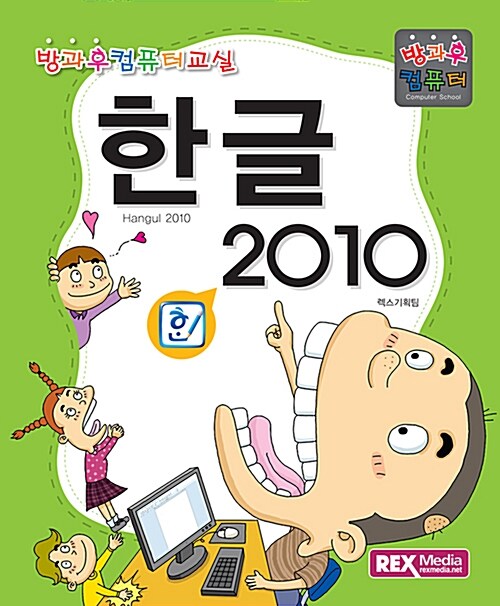 방과후컴퓨터교실
방과후
컴퓨터
Computer School
한글
Hangul 2010
2010
렉스기획팀
한
REX Media
rexmedia.net